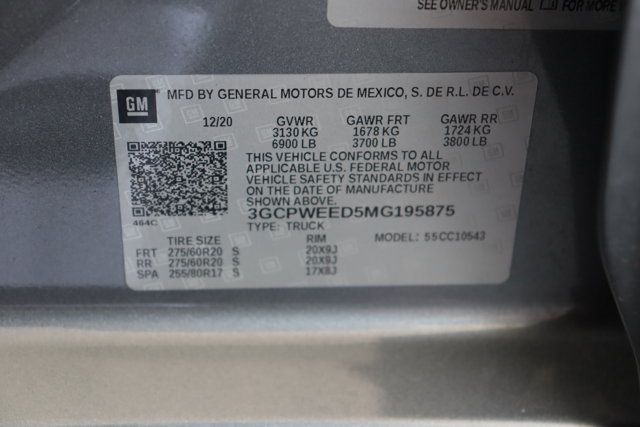 SEE OWNER'S MANUAL FOR MORE
GM
MFD BY GENERAL MOTORS DE MEXICO, S. DE R.L. DE C.V.
12/20 GVWR GAWR FRT GAWR RR
3130 KG 1678 KG 1724 KG
6900 LB 3700 LB 3800 LB
THIS VEHICLE CONFORMS TO ALL
APPLICABLE U.S. FEDERAL MOTOR
VEHICLE SAFETY STANDARDS IN EFFECT
ON THE DATE OF MANUFACTURE
SHOWN ABOVE.
464C 3GCPWEED5MG195875
TYPE: TRUCK
TIRE SIZE RIM MODEL: 55CC10543
FRT 275/60R20 S 20X9J
RR 275/60R20 S 20X9J
SPA 255/80R17 S 17X8J